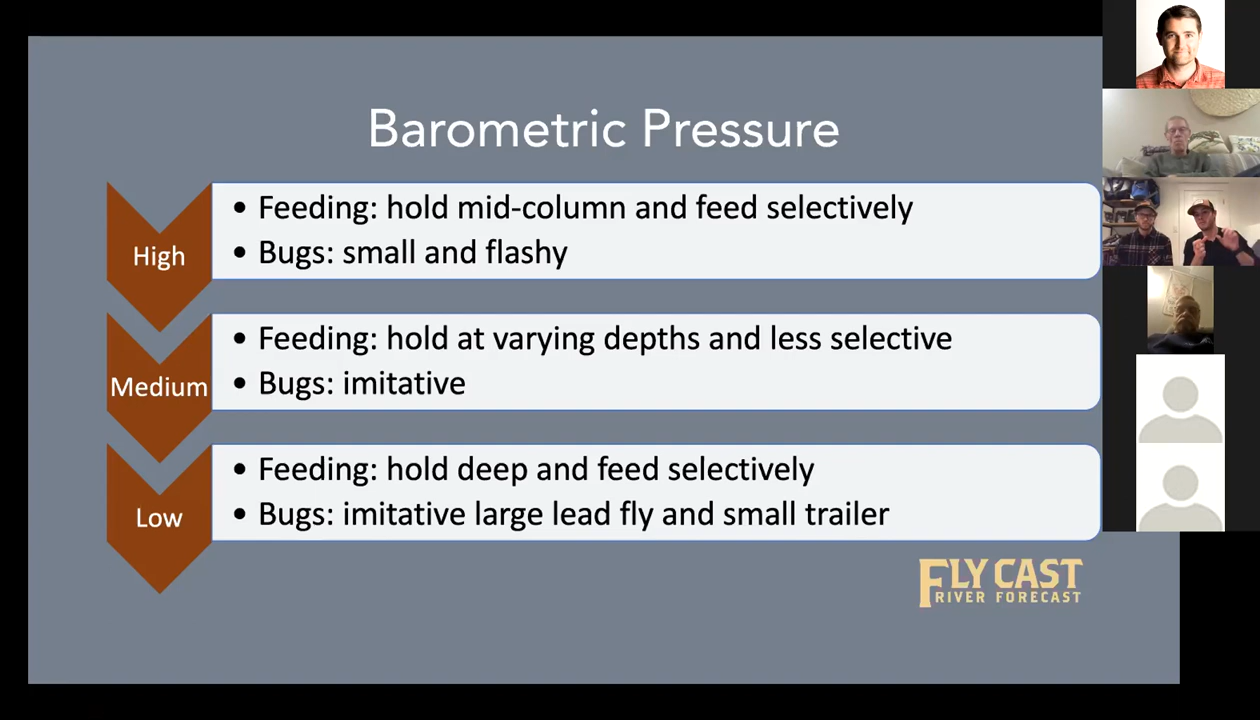 Barometric Pressure
High
• Feeding: hold mid-column and feed selectively
• Bugs: small and flashy
Medium
• Feeding: hold at varying depths and less selective
• Bugs: imitative
Low
• Feeding: hold deep and feed selectively
• Bugs: imitative large lead fly and small trailer
FLY CAST
RIVER FORECAST